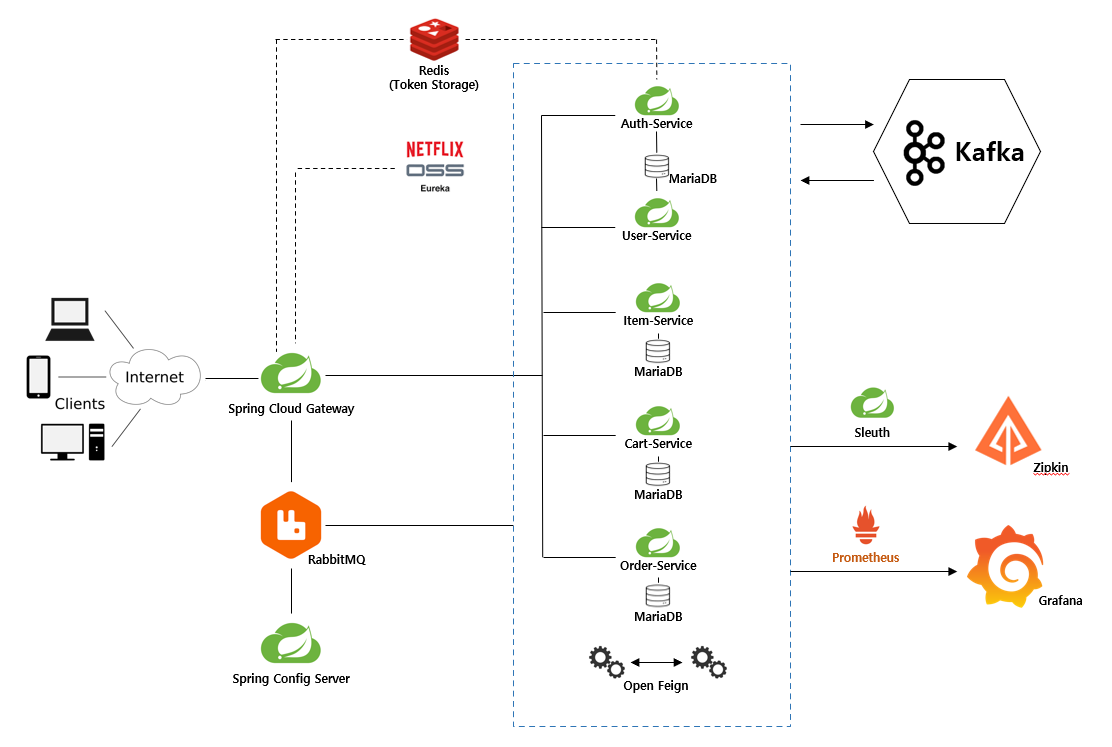 Redis
(Token Storage)
NETFLIX
OSS
Eureka
Auth-Service
MariaDB
User-Service
Item-Service
MariaDB
Cart-Service
MariaDB
Order-Service
MariaDB
Open Feign
Kafka
Internet
Clients
Spring Cloud Gateway
RabbitMQ
Spring Config Server
Sleuth
Zipkin
Prometheus
Grafana